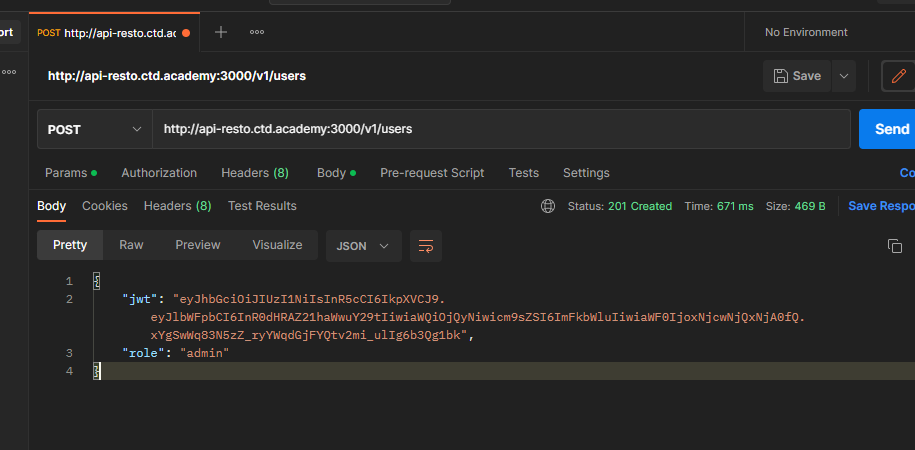 ort
POST http://api-resto.ctd.ac
No Environment
http://api-resto.ctd.academy:3000/v1/users
Save
POST
http://api-resto.ctd.academy:3000/v1/users
Send
Params
Authorization
Headers (8)
Body
Pre-request Script
Tests
Settings
Co
Body
Cookies
Headers (8)
Test Results
Status: 201 Created
Time: 671 ms
Size: 469 B
Save Respo
Pretty
Raw
Preview
Visualize
JSON
1 {
2 "jwt": "eyJhbGciOiJIUzI1NiIsInR5cCI6IkpXVCJ9.
eyJlbWFpbCI6InR0dHRAZ21haWwuY29tIiwiaWQiOjQyNiwicm9sZSI6ImFkbWluIiwiaWF0IjoxNjcwNjQxNjA0fQ.
xYgSwWq83N5zZ_ryYWqdGjFYQtv2mi_ulIg6b3Qg1bk",
3 "role": "admin"
4 }